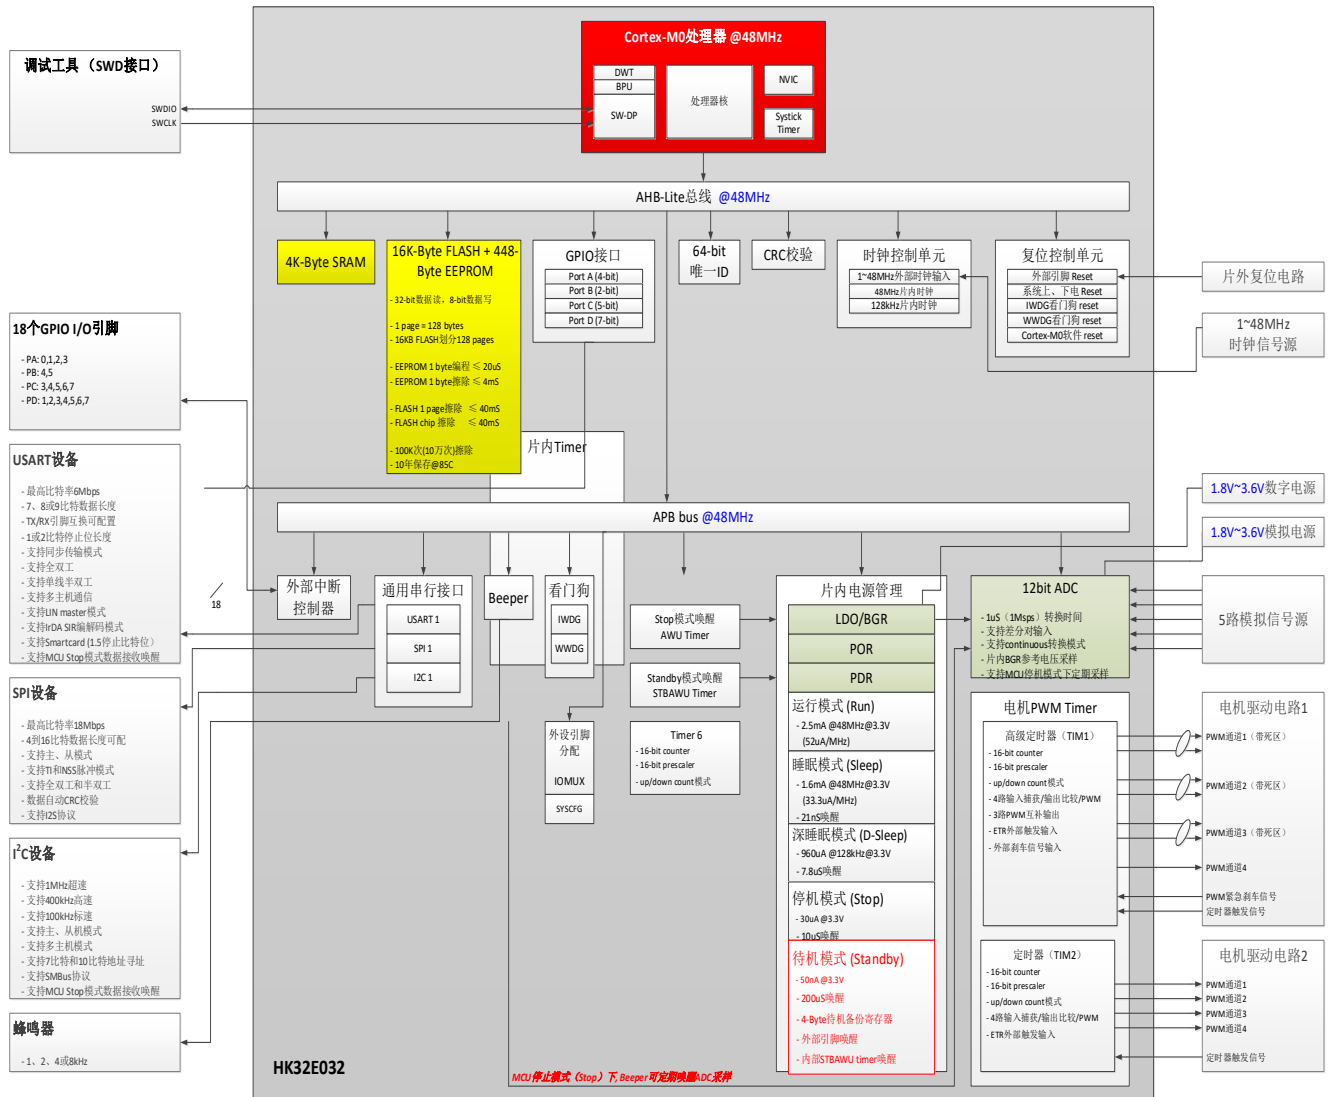 Cortex-M0处理器 @48MHz
DWT
BPU
SW-DP
处理器核
NVIC
Systick
Timer
调试工具 （SWD接口）
SWDIO
SWCLK
AHB-Lite总线 @48MHz
4K-Byte SRAM
16K-Byte FLASH + 448-
Byte EEPROM
- 32-bit数据读，8-bit数据写
- 1 page = 128 bytes
- 16KB FLASH划分128 pages
- EEPROM 1 byte编程 ≤ 20uS
- EEPROM 1 byte擦除 ≤ 4mS
- FLASH 1 page擦除 ≤ 40mS
- FLASH chip 擦除 ≤ 40mS
- 100K次(10万次)擦除
- 10年保存@85C
GPIO接口
Port A (4-bit)
Port B (2-bit)
Port C (5-bit)
Port D (7-bit)
64-bit
唯一ID
CRC校验
时钟控制单元
1~48MHz外部时钟输入
48MHz片内时钟
128kHz片内时钟
复位控制单元
外部引脚 Reset
系统上、下电 Reset
IWDG看门狗 reset
WWDG看门狗 reset
Cortex-M0软件 reset
片外复位电路
1~48MHz
时钟信号源
18个GPIO I/O引脚
- PA: 0,1,2,3
- PB: 4,5
- PC: 3,4,5,6,7
- PD: 1,2,3,4,5,6,7
USART设备
- 最高比特率6Mbps
- 7、8或9比特数据长度
- TX/RX引脚互换可配置
- 1或2比特停止位长度
- 支持同步传输模式
- 支持全双工
- 支持单线半双工
- 支持多主机通信
- 支持LIN master模式
- 支持IrDA SIR编解码模式
- 支持Smartcard (1.5停止比特位）
- 支持MCU Stop模式数据接收唤醒
18
片内Timer
APB bus @48MHz
1.8V~3.6V数字电源
1.8V~3.6V模拟电源
外部中断
控制器
通用串行接口
USART 1
SPI 1
I2C 1
Beeper
看门狗
IWDG
WWDG
Stop模式唤醒
AWU Timer
Standby模式唤醒
STBAWU Timer
Timer 6
- 16-bit counter
- 16-bit prescaler
- up/down count模式
外设引脚
分配
IOMUX
SYSCFG
片内电源管理
LDO/BGR
POR
PDR
运行模式 (Run)
- 2.5mA @48MHz@3.3V
(52uA/MHz)
睡眠模式 (Sleep)
- 1.6mA @48MHz@3.3V
(33.3uA/MHz)
- 21nS唤醒
深睡眠模式 (D-Sleep)
- 960uA @128kHz@3.3V
- 7.8uS唤醒
停机模式 (Stop)
- 30uA @3.3V
- 10uS唤醒
待机模式 (Standby)
- 50nA @3.3V
- 200uS唤醒
- 4-Byte待机备份寄存器
- 外部引脚唤醒
- 内部STBAWU timer唤醒
12bit ADC
- 1uS（1Msps）转换时间
- 支持差分对输入
- 支持continuous转换模式
- 片内BGR参考电压采样
- 支持MCU停机模式下定期采样
5路模拟信号源
电机PWM Timer
高级定时器（TIM1）
- 16-bit counter
- 16-bit prescaler
- up/down count模式
- 4路输入捕获/输出比较/PWM
- 3路PWM互补输出
- ETR外部触发输入
- 外部刹车信号输入
定时器（TIM2）
- 16-bit counter
- 16-bit prescaler
- up/down count模式
- 4路输入捕获/输出比较/PWM
- ETR外部触发输入
电机驱动电路1
PWM通道1（带死区）
PWM通道2（带死区）
PWM通道3（带死区）
PWM通道4
PWM紧急刹车信号
定时器触发信号
电机驱动电路2
PWM通道1
PWM通道2
PWM通道3
PWM通道4
定时器触发信号
SPI设备
- 最高比特率18Mbps
- 4到16比特数据长度可配
- 支持主、从模式
- 支持TI和NSS脉冲模式
- 支持全双工和半双工
- 数据自动CRC校验
- 支持I2S协议
I²C设备
- 支持1MHz超速
- 支持400kHz高速
- 支持100kHz标速
- 支持主、从机模式
- 支持多主机模式
- 支持7比特和10比特地址寻址
- 支持SMBus协议
- 支持MCU Stop模式数据接收唤醒
蜂鸣器
- 1、2、4或8kHz
HK32E032
MCU停止模式（Stop）下, Beeper可定期唤醒ADC采样